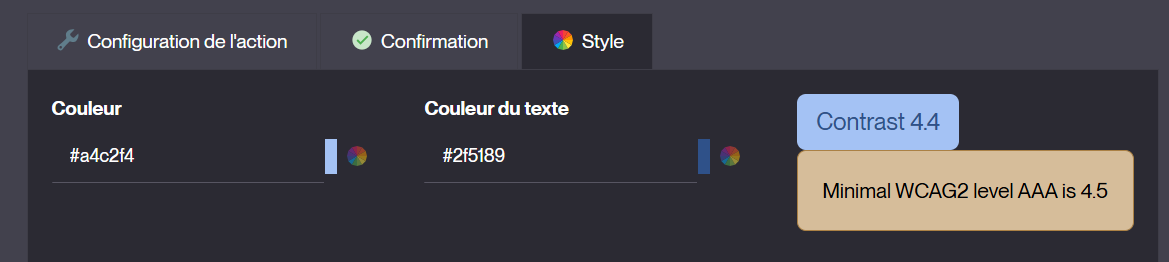 Configuration de l'action
Confirmation
Style
Couleur
Couleur du texte
#a4c2f4
#2f5189
Contrast 4.4
Minimal WCAG2 level AAA is 4.5